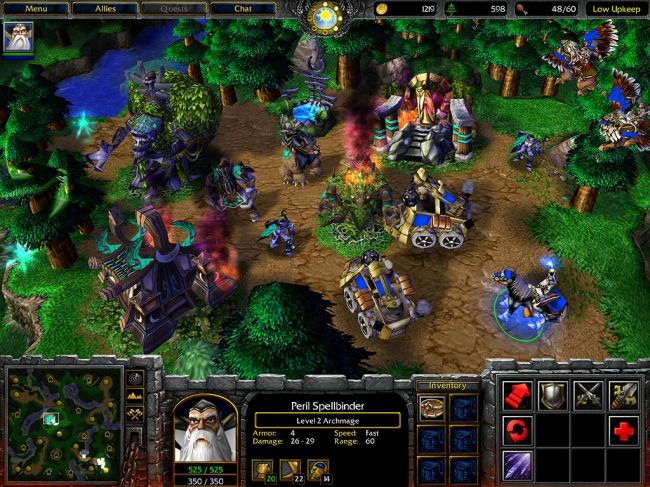 Menu Allies Quests Chat 1219 598 48/60 Low Upkeep
Peril Spellbinder
Level 2 Archmage
Armor: 4 Speed: Fast
Damage: 26 - 29 Range: 60
20 22 14
525 / 525
350 / 350
Inventory